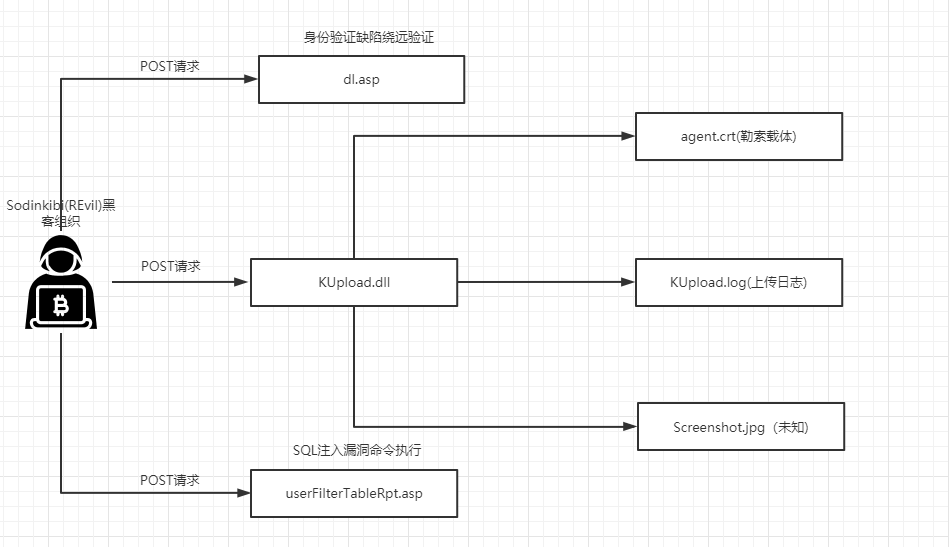 身份验证缺陷绕远验证
POST请求
dl.asp
agent.crt(勒索载体)
Sodinkibi(REvil)黑
客组织
POST请求
KUpload.dll
KUpload.log(上传日志)
Screenshot.jpg（未知)
SQL注入漏洞命令执行
POST请求
userFilterTableRpt.asp